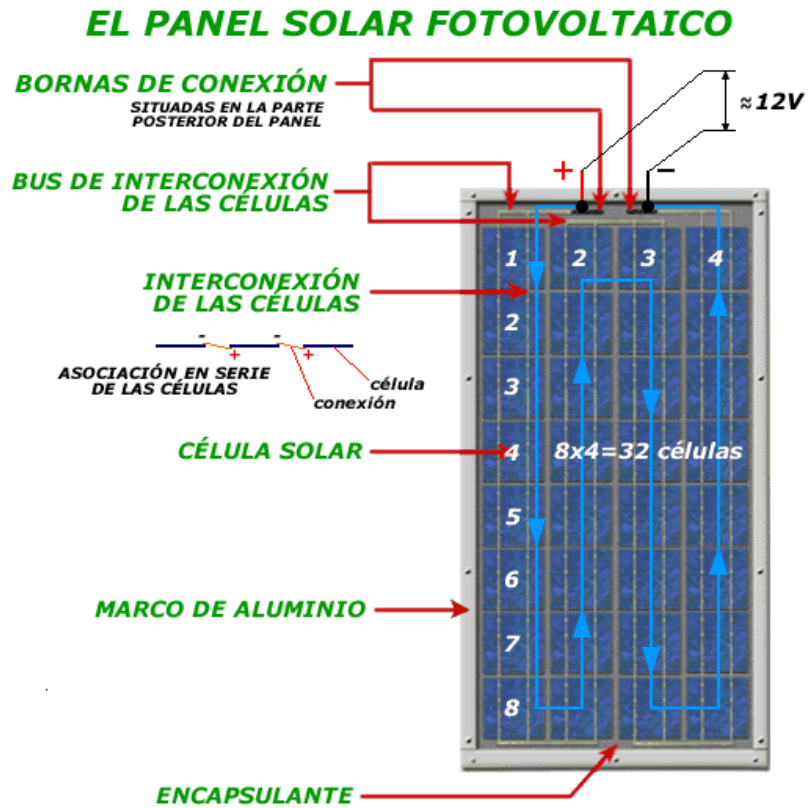 EL PANEL SOLAR FOTOVOLTAICO
BORNAS DE CONEXIÓN
SITUADAS EN LA PARTE
POSTERIOR DEL PANEL
≈12V
+ −
BUS DE INTERCONEXIÓN
DE LAS CÉLULAS
1 2 3 4
INTERCONEXIÓN
DE LAS CÉLULAS
2
- -
+ +
ASOCIACIÓN EN SERIE
DE LAS CÉLULAS
célula
conexión
3
CÉLULA SOLAR
4
8x4=32 células
5
6
MARCO DE ALUMINIO
7
8
ENCAPSULANTE